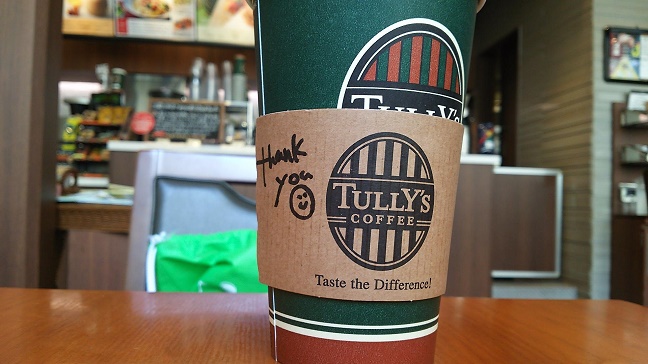 TULLY'S
thank
you
TULLY'S
COFFEE
Taste the Difference!